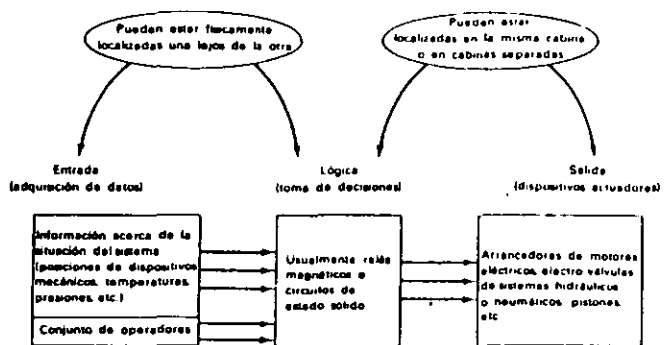 Pueden estar físicamente
localizadas una lejos de la otra
Pueden estar
localizadas en la misma cabina
o en cabinas separadas
Entrada
(adquisición de datos)
Lógica
(toma de decisiones)
Salida
(dispositivos actuadores)
Información acerca de la
situación del sistema
(posiciones de dispositivos
mecánicos, temperaturas,
presiones, etc.)
Conjunto de operadores
Usualmente relés
magnéticos o
circuitos de
estado sólido
Arrancadores de motores
eléctricos, electro válvulas
de sistemas hidráulicos
o neumáticos, pistones,
etc